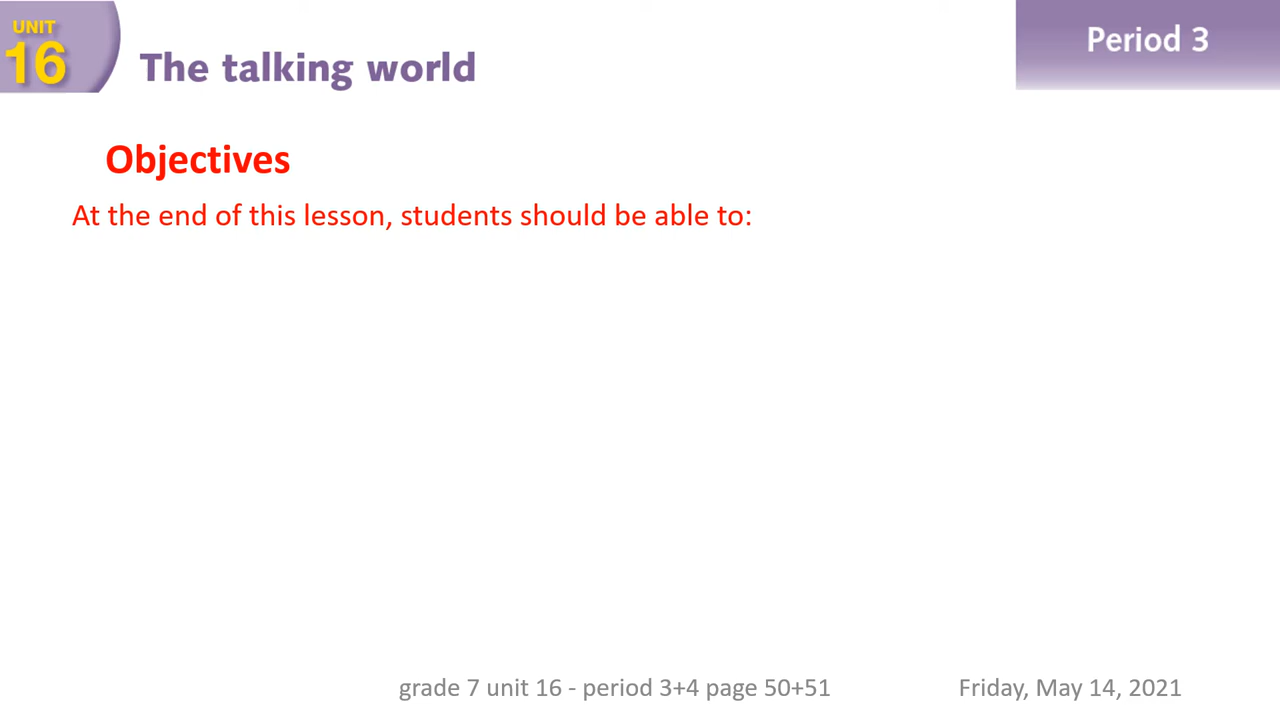 UNIT
16
The talking world
Period 3
Objectives
At the end of this lesson, students should be able to:
grade 7 unit 16 - period 3+4 page 50+51
Friday, May 14, 2021